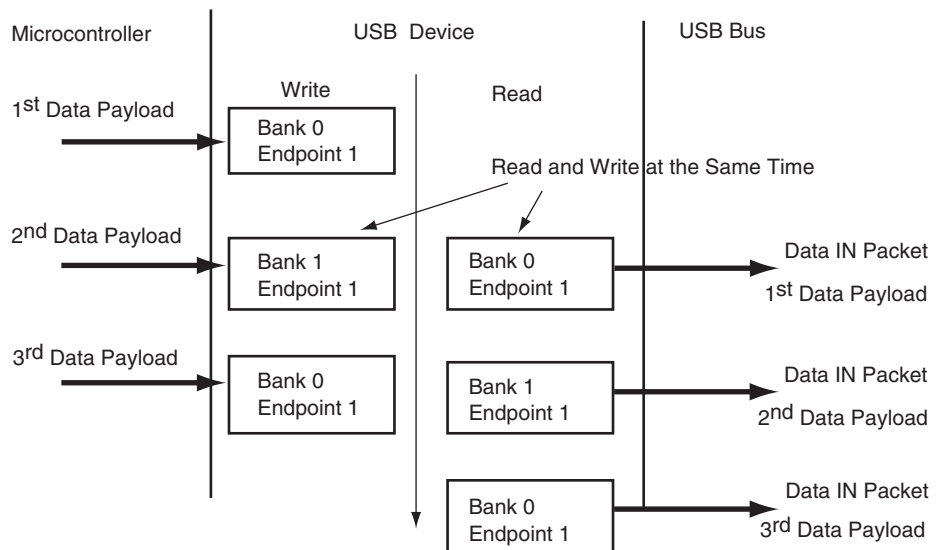 Microcontroller
USB Device
USB Bus
Write
Read
1st Data Payload
Bank 0
Endpoint 1
Read and Write at the Same Time
2nd Data Payload
Bank 1
Endpoint 1
Bank 0
Endpoint 1
Data IN Packet
1st Data Payload
3rd Data Payload
Bank 0
Endpoint 1
Bank 1
Endpoint 1
Data IN Packet
2nd Data Payload
Bank 0
Endpoint 1
Data IN Packet
3rd Data Payload